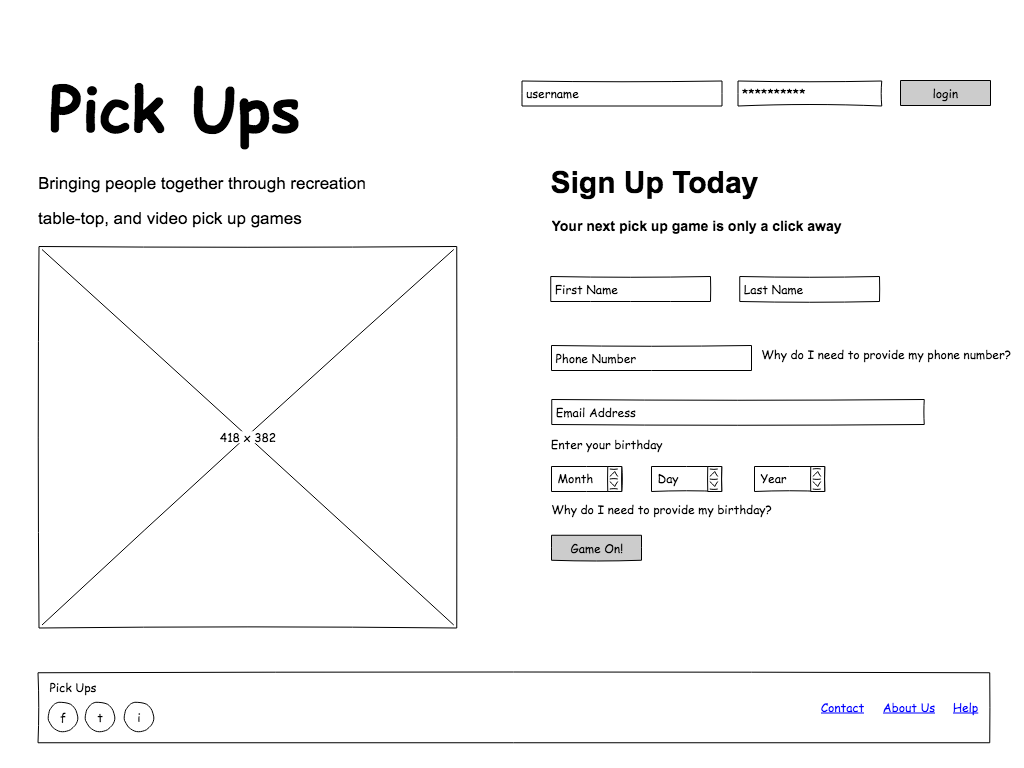 Pick Ups
username
**********
login
Bringing people together through recreation
table-top, and video pick up games
418 x 382
Sign Up Today
Your next pick up game is only a click away
First Name
Last Name
Phone Number
Why do I need to provide my phone number?
Email Address
Enter your birthday
Month
Day
Year
Why do I need to provide my birthday?
Game On!
Pick Ups
f
t
i
Contact
About Us
Help